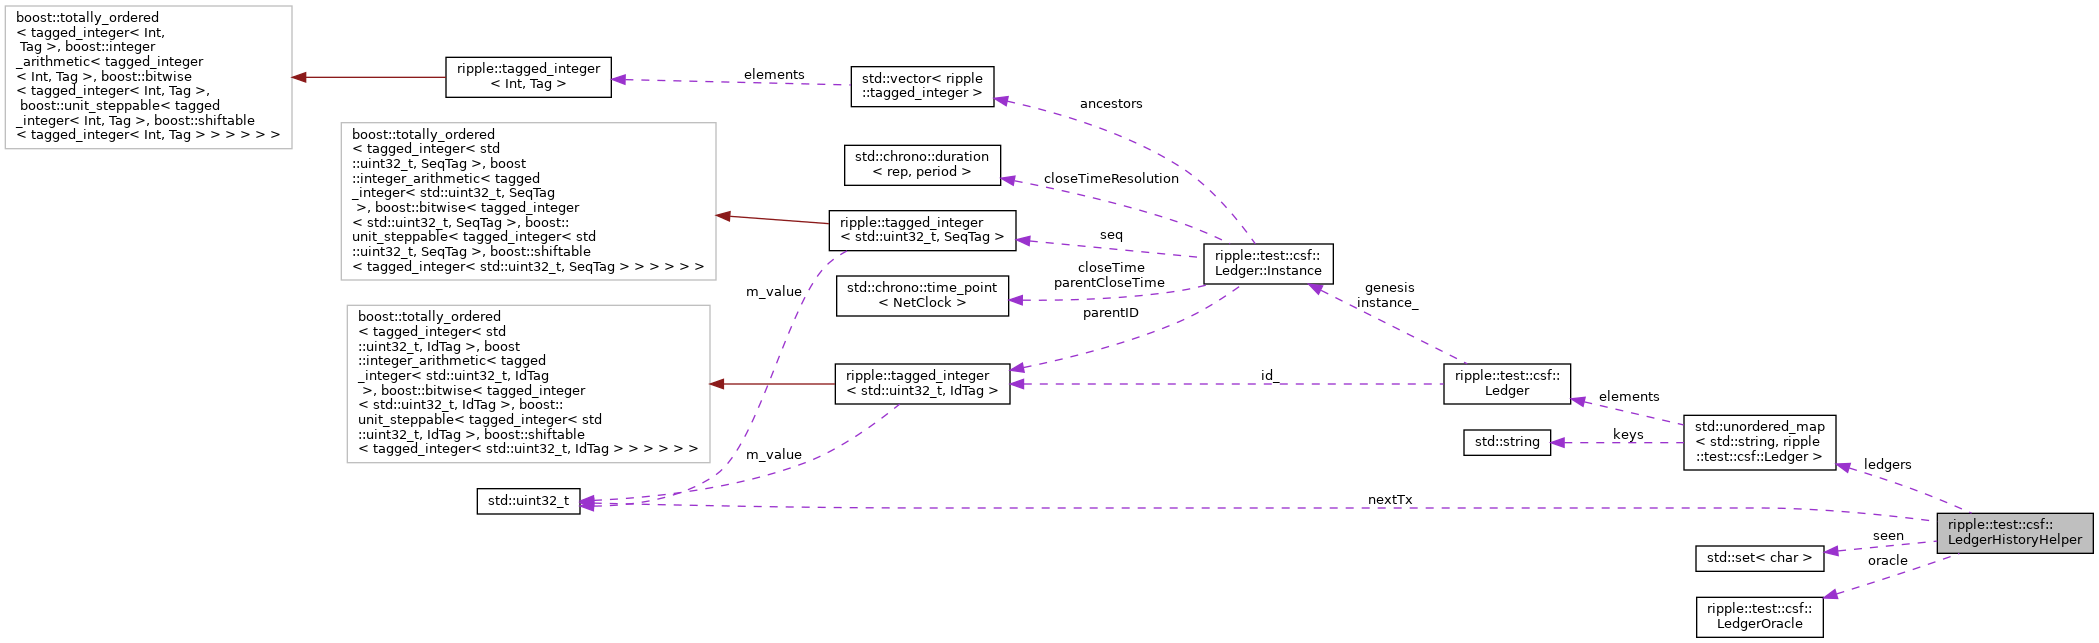 boost::totally_ordered
< tagged_integer< Int,
 Tag >, boost::integer
_arithmetic< tagged_integer
< Int, Tag >, boost::bitwise
< tagged_integer< Int, Tag >,
 boost::unit_steppable< tagged
_integer< Int, Tag >, boost::shiftable
< tagged_integer< Int, Tag > > > > > >
ripple::tagged_integer
< Int, Tag >
elements
std::vector< ripple
::tagged_integer >
ancestors
boost::totally_ordered
< tagged_integer< std
::uint32_t, SeqTag >, boost
::integer_arithmetic< tagged
_integer< std::uint32_t, SeqTag
 >, boost::bitwise< tagged_integer
< std::uint32_t, SeqTag >, boost::
unit_steppable< tagged_integer< std
::uint32_t, SeqTag >, boost::shiftable
< tagged_integer< std::uint32_t, SeqTag > > > > > >
std::chrono::duration
< rep, period >
closeTimeResolution
ripple::tagged_integer
< std::uint32_t, SeqTag >
seq
ripple::test::csf::
Ledger::Instance
std::chrono::time_point
< NetClock >
closeTime
parentCloseTime
m_value
parentID
genesis
instance_
boost::totally_ordered
< tagged_integer< std
::uint32_t, IdTag >, boost
::integer_arithmetic< tagged
_integer< std::uint32_t, IdTag
 >, boost::bitwise< tagged_integer
< std::uint32_t, IdTag >, boost::
unit_steppable< tagged_integer< std
::uint32_t, IdTag >, boost::shiftable
< tagged_integer< std::uint32_t, IdTag > > > > > >
ripple::tagged_integer
< std::uint32_t, IdTag >
id_
ripple::test::csf::
Ledger
elements
std::string
keys
std::unordered_map
< std::string, ripple
::test::csf::Ledger >
ledgers
m_value
std::uint32_t
nextTx
ripple::test::csf::
LedgerHistoryHelper
seen
std::set< char >
oracle
ripple::test::csf::
LedgerOracle